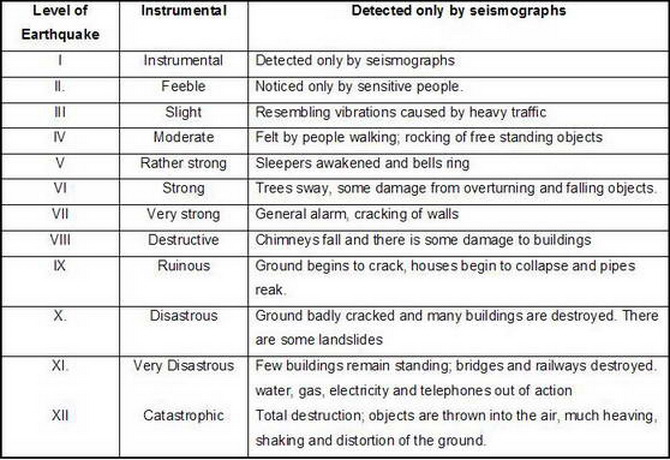 Level of Earthquake Instrumental Detected only by seismographs
I Instrumental Detected only by seismographs
II. Feeble Noticed only by sensitive people.
III Slight Resembling vibrations caused by heavy traffic
IV Moderate Felt by people walking; rocking of free standing objects
V Rather strong Sleepers awakened and bells ring
VI Strong Trees sway, some damage from overturning and falling objects.
VII Very strong General alarm, cracking of walls
VIII Destructive Chimneys fall and there is some damage to buildings
IX Ruinous Ground begins to crack, houses begin to collapse and pipes
reak.
X. Disastrous Ground badly cracked and many buildings are destroyed. There
are some landslides
XI. Very Disastrous Few buildings remain standing; bridges and railways destroyed.
water, gas, electricity and telephones out of action
XII Catastrophic Total destruction; objects are thrown into the air, much heaving,
shaking and distortion of the ground.